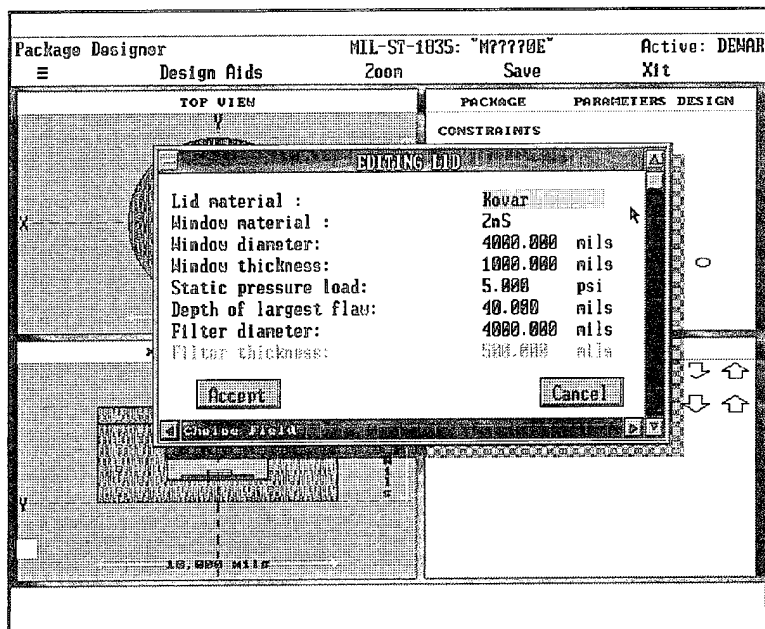 Package Designer MIL-ST-1835: "M????0E" Active: DEWAR
≡ Design Aids Zoom Save Xit
TOP VIEW
PACKAGE PARAMETERS DESIGN
Y
CONSTRAINTS
EDITING LID
Lid material : Kovar
X
Window material : ZnS
Window diameter: 4000.000 mils
Window thickness: 1000.000 mils
Static pressure load: 5.000 psi
Depth of largest flaw: 40.000 mils
Filter diameter: 4000.000 mils
Filter thickness: 500.000 mils
Accept Cancel
Choice Field
Y
10,000 Mils